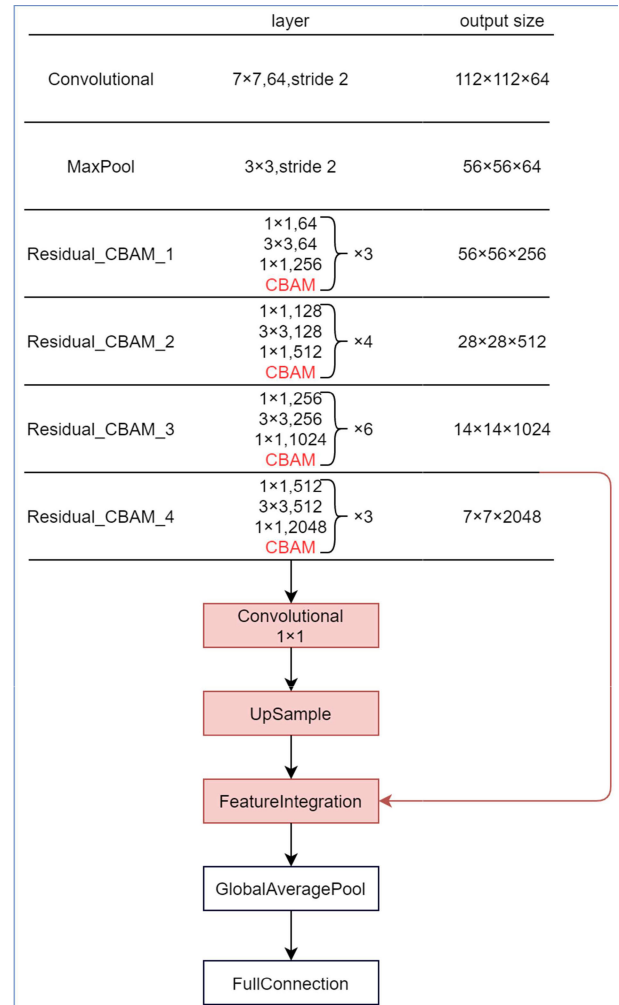 layer output size
Convolutional 7×7,64,stride 2 112×112×64
MaxPool 3×3,stride 2 56×56×64
1×1,64
3×3,64
Residual_CBAM_1 ×3 56×56×256
1×1,256
CBAM
1×1,128
3×3,128
Residual_CBAM_2 ×4 28×28×512
1×1,512
CBAM
1×1,256
3×3,256
Residual_CBAM_3 ×6 14×14×1024
1×1,1024
CBAM
1×1,512
3×3,512
Residual_CBAM_4 ×3 7×7×2048
1×1,2048
CBAM
Convolutional
1×1
UpSample
FeatureIntegration
GlobalAveragePool
FullConnection